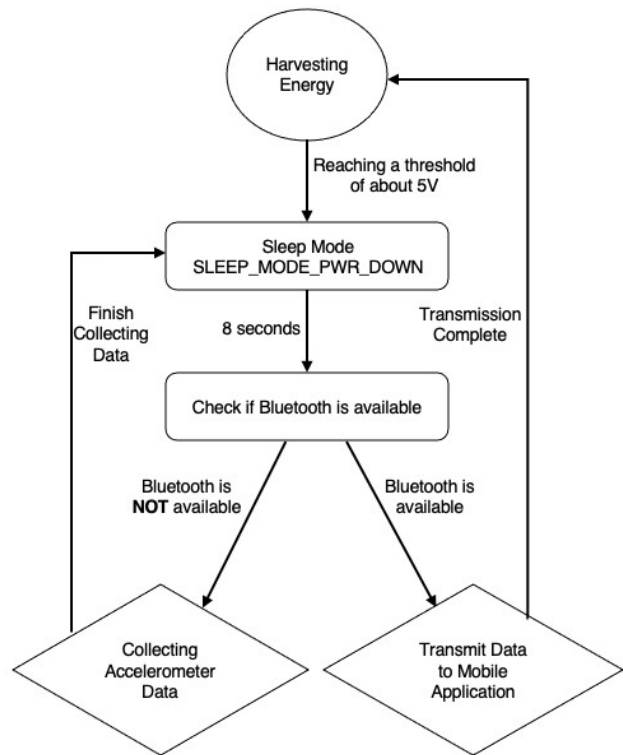 Harvesting
Energy
Reaching a threshold
of about 5V
Sleep Mode
SLEEP_MODE_PWR_DOWN
Finish
Collecting
Data
8 seconds
Transmission
Complete
Check if Bluetooth is available
Bluetooth is
NOT available
Bluetooth is
available
Collecting
Accelerometer
Data
Transmit Data
to Mobile
Application